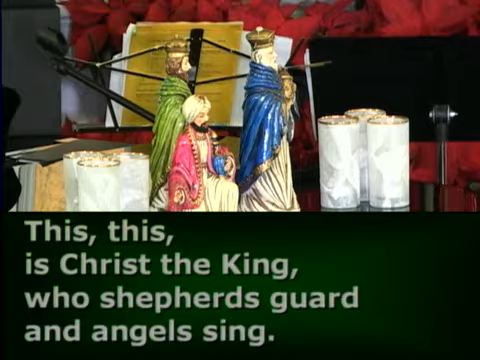 This, this,
is Christ the King,
who shepherds guard
and angels sing.